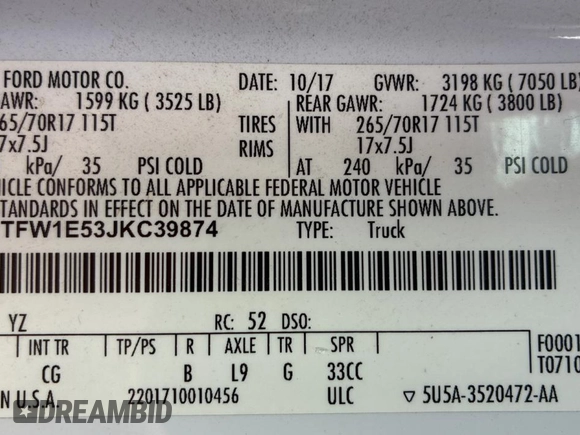 FORD MOTOR CO. DATE: 10/17 GVWR: 3198 KG ( 7050 LB)
AWR: 1599 KG ( 3525 LB) REAR GAWR: 1724 KG ( 3800 LB)
65/70R17 115T TIRES WITH 265/70R17 115T
7x7.5J RIMS 17x7.5J
kPa/ 35 PSI COLD AT 240 kPa/ 35 PSI COLD
HICLE CONFORMS TO ALL APPLICABLE FEDERAL MOTOR VEHICLE
TANDARDS IN EFFECT ON THE DATE OF MANUFACTURE SHOWN ABOVE.
TFW1E53JKC39874 TYPE: Truck
YZ RC: 52 DSO:
INT TR TP/PS R AXLE TR SPR F0001
CG B L9 G 33CC T0710
N U.S.A. 2201710010456 ULC ▽ 5U5A-3520472-AA
DREAMBID